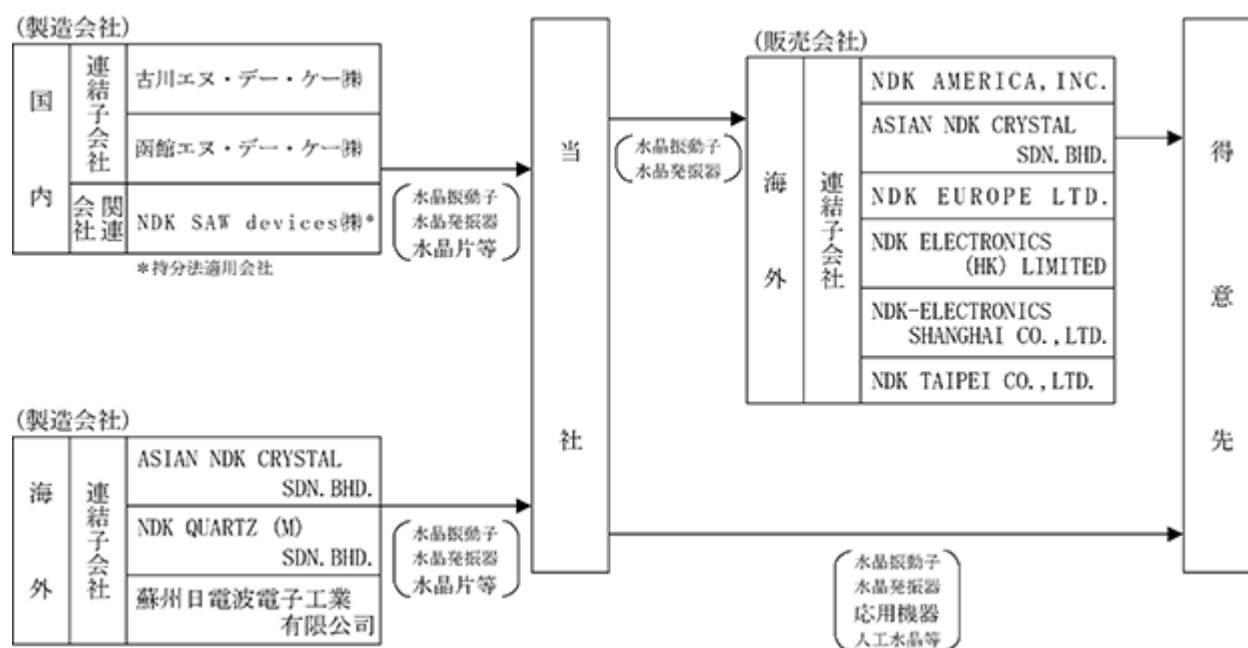 (製造会社)
国内
連結子会社
古川エヌ・デー・ケー㈱
函館エヌ・デー・ケー㈱
関連会社
NDK SAW devices㈱*
*持分法適用会社
水晶振動子
水晶発振器
水晶片等
(製造会社)
海外
連結子会社
ASIAN NDK CRYSTAL
SDN.BHD.
NDK QUARTZ (M)
SDN.BHD.
蘇州日電波電子工業
有限公司
水晶振動子
水晶発振器
水晶片等
当社
水晶振動子
水晶発振器
(販売会社)
海外
連結子会社
NDK AMERICA,INC.
ASIAN NDK CRYSTAL
SDN.BHD.
NDK EUROPE LTD.
NDK ELECTRONICS
(HK) LIMITED
NDK-ELECTRONICS
SHANGHAI CO.,LTD.
NDK TAIPEI CO.,LTD.
水晶振動子
水晶発振器
応用機器
人工水晶等
得意先